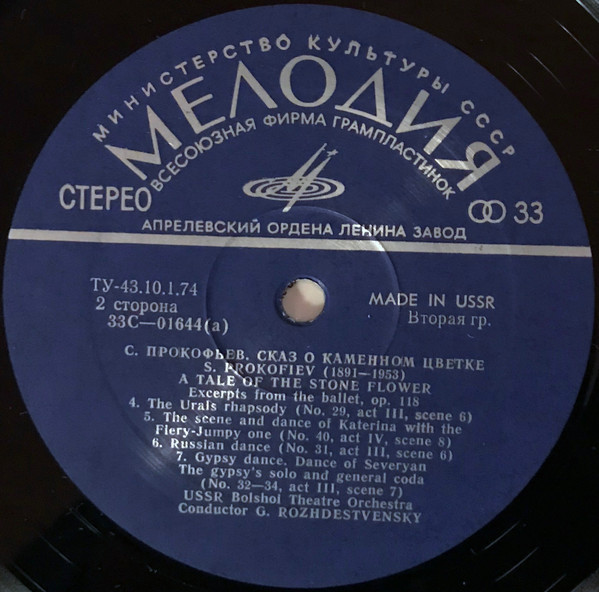 МИНИСТЕРСТВО КУЛЬТУРЫ СССР
МЕЛОДИЯ
ВСЕСОЮЗНАЯ ФИРМА ГРАМПЛАСТИНОК
СТЕРЕО
33
АПРЕЛЕВСКИЙ ОРДЕНА ЛЕНИНА ЗАВОД
ТУ-43.10.1.74
2 сторона
33С—01644(а)
MADE IN USSR
Вторая гр.
С. ПРОКОФЬЕВ. СКАЗ О КАМЕННОМ ЦВЕТКЕ
S. PROKOFIEV (1891—1953)
A TALE OF THE STONE FLOWER
Excerpts from the ballet, op. 118
4. The Urals rhapsody (No. 29, act III, scene 6)
5. The scene and dance of Katerina with the
Fiery-Jumpy one (No. 40, act IV, scene 8)
6. Russian dance (No. 31, act III, scene 6)
7. Gypsy dance. Dance of Severyan
The gypsy's solo and general coda
(No. 32—34, act III, scene 7)
USSR Bolshoi Theatre Orchestra
Conductor G. ROZHDESTVENSKY